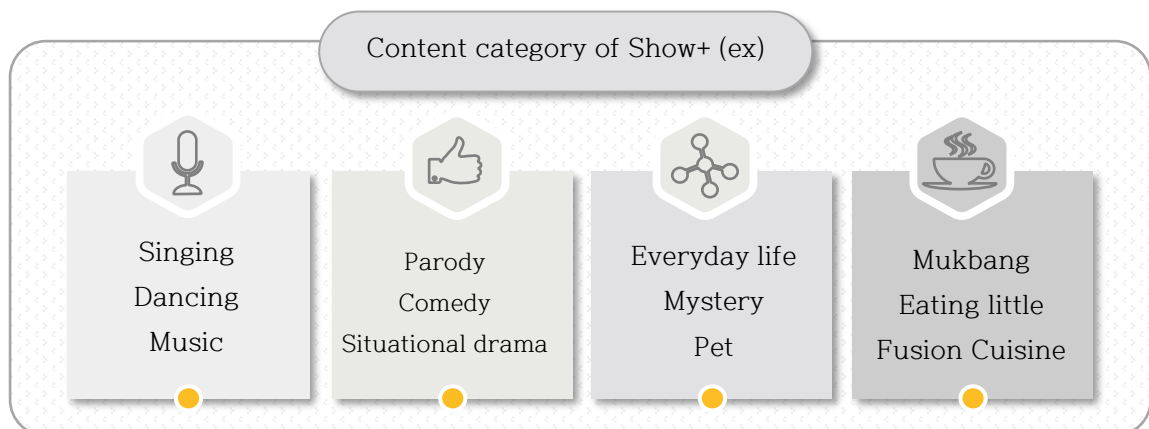 Content category of Show+ (ex)
Singing
Dancing
Music
Parody
Comedy
Situational drama
Everyday life
Mystery
Pet
Mukbang
Eating little
Fusion Cuisine